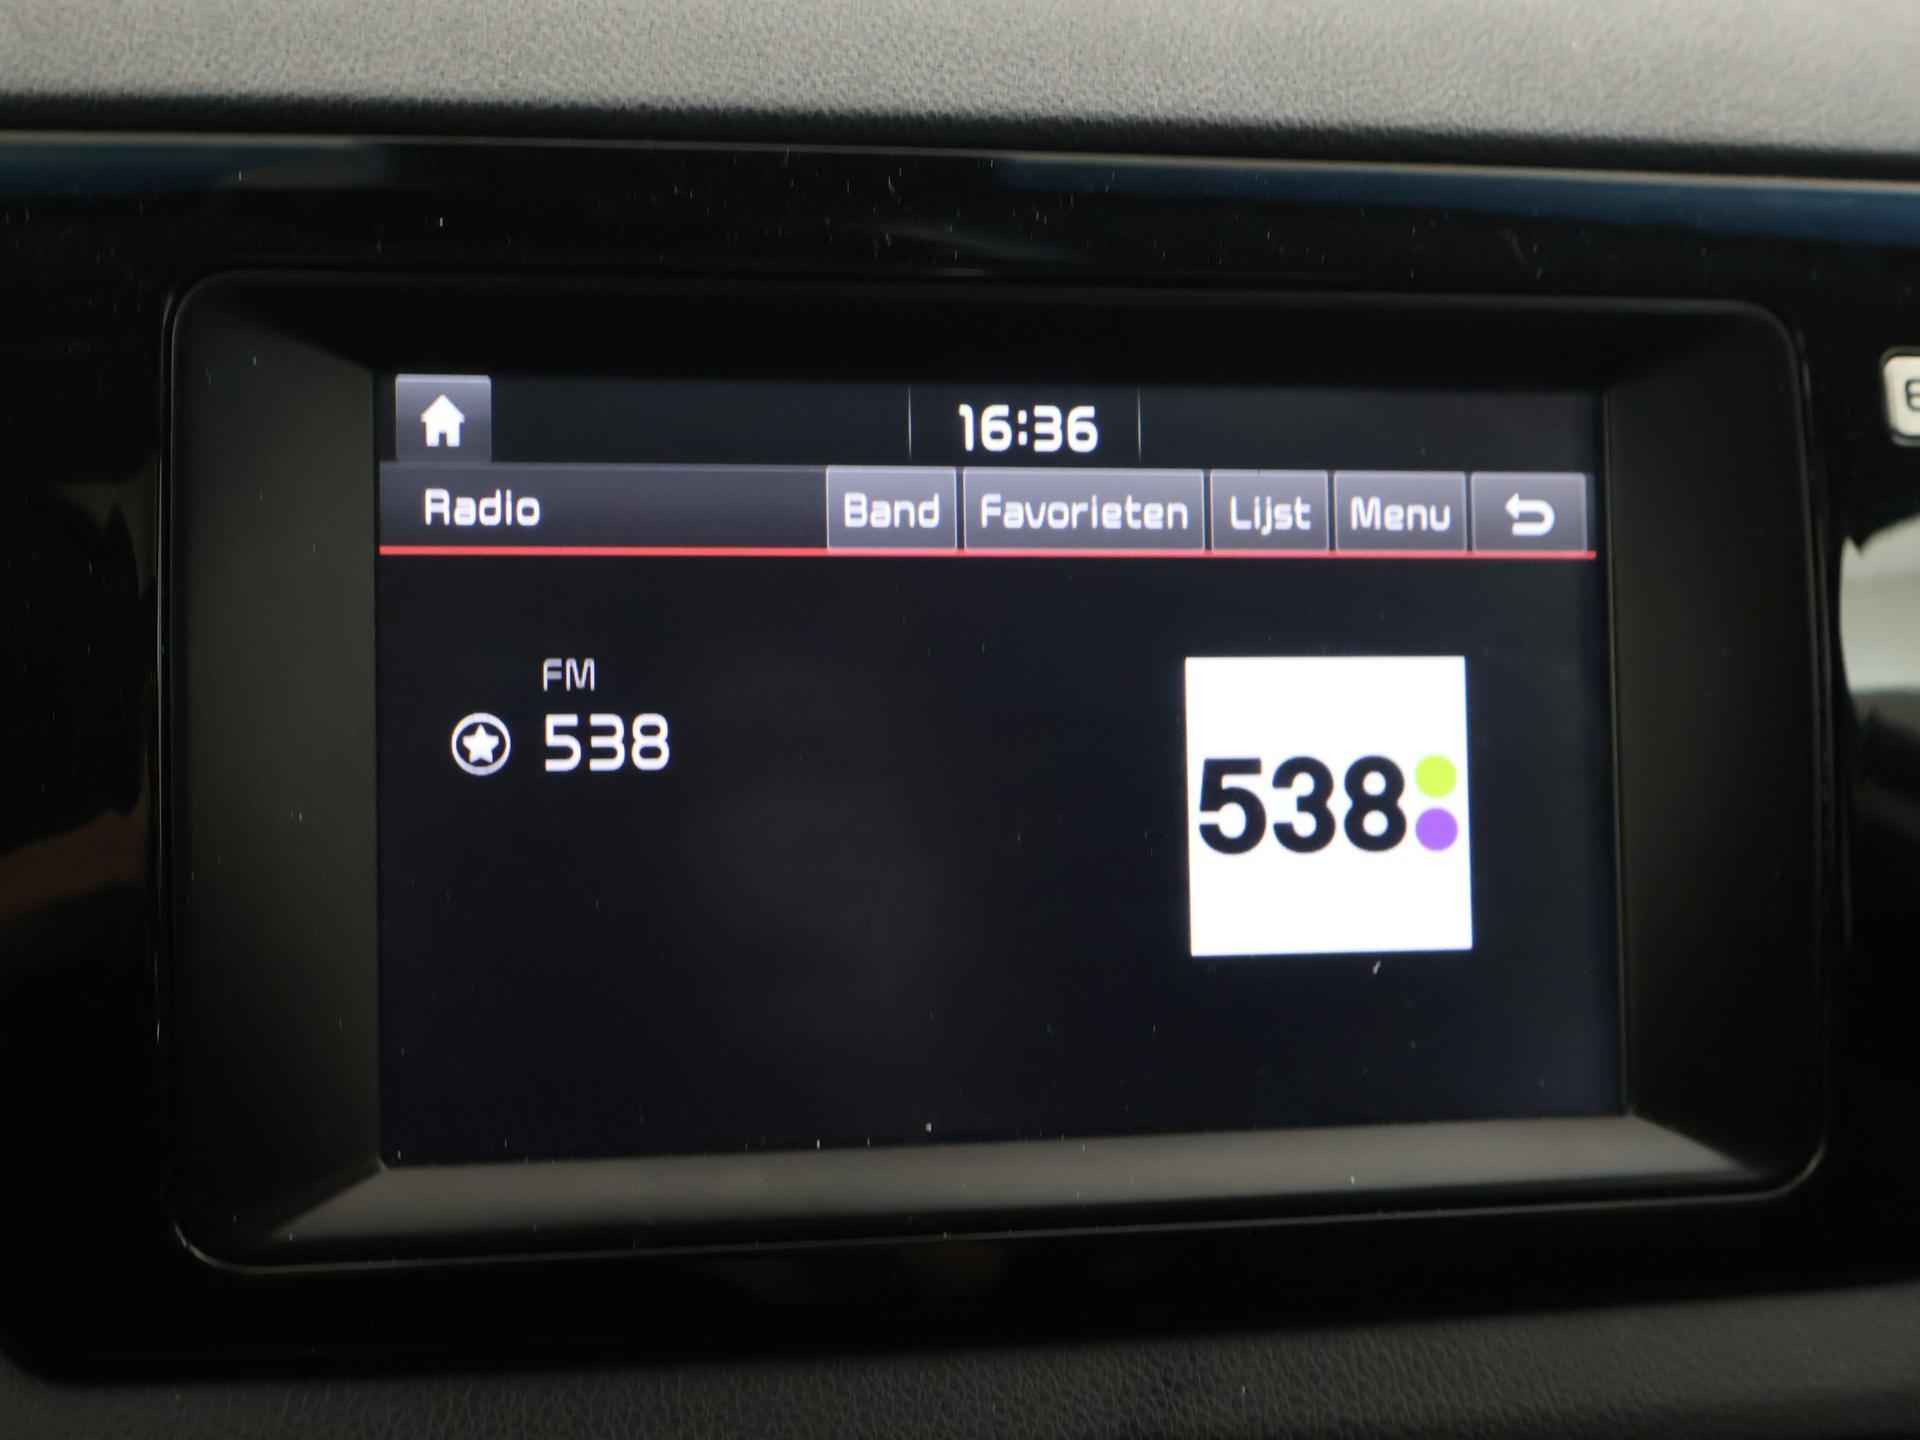 16:36
Radio Band Favorieten Lijst Menu
FM
538
538: